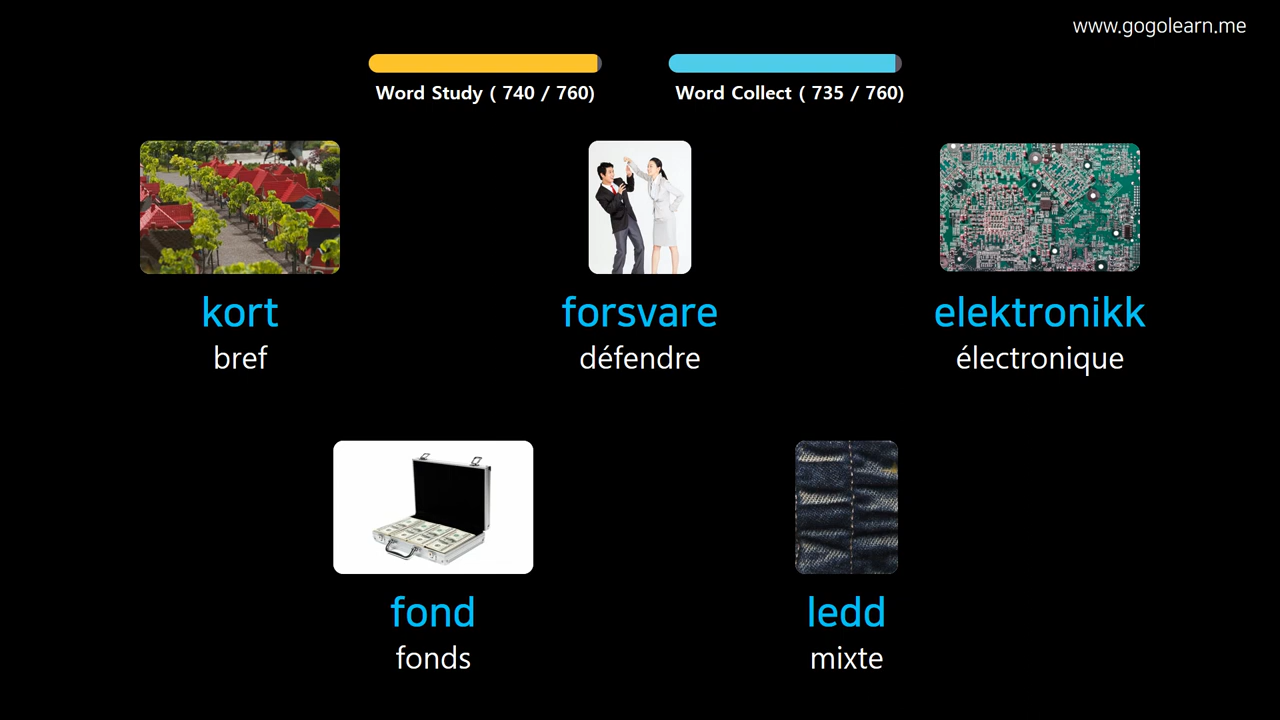 www.gogolearn.me
Word Study ( 740 / 760)
Word Collect ( 735 / 760)
kort
bref
forsvare
défendre
elektronikk
électronique
fond
fonds
ledd
mixte